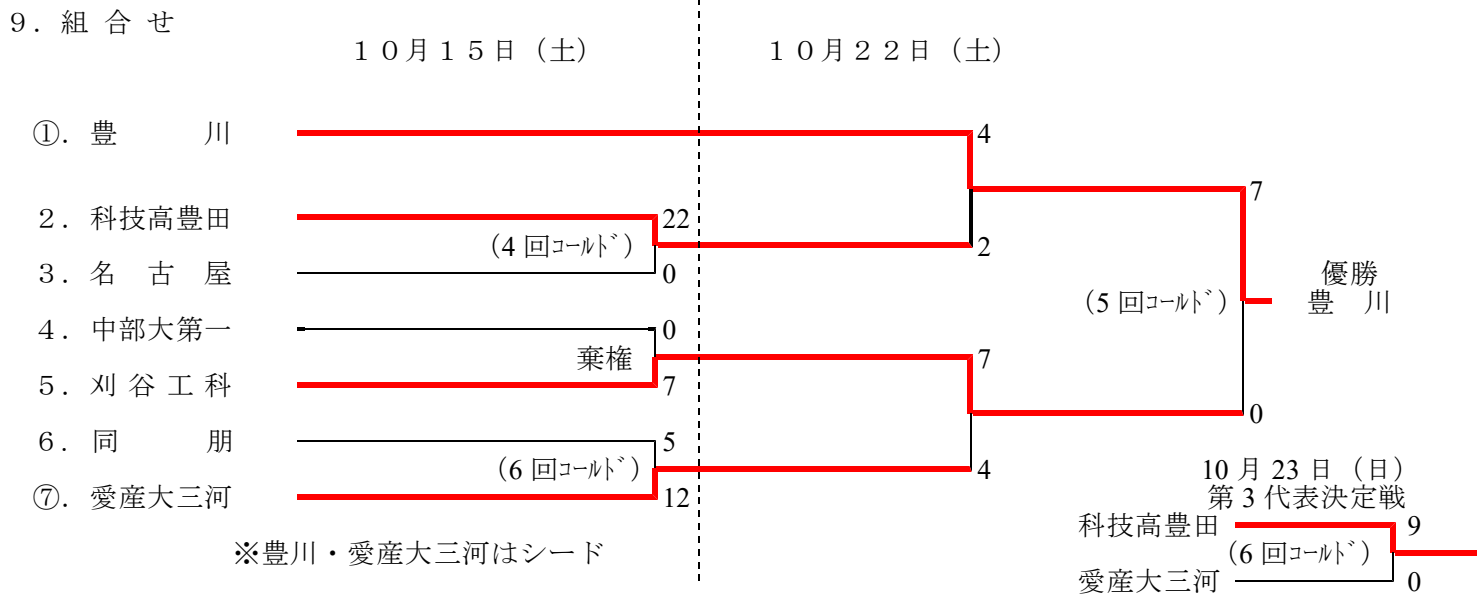 ９．組 合 せ
１０月１５日（土）
１０月２２日（土）
①．豊　　　川
4
7
２．科技高豊田
22
(4 回ｺｰﾙﾄﾞ)
2
３．名　古　屋
0
優勝
豊　川
(5 回ｺｰﾙﾄﾞ)
４．中部大第一
0
棄権
7
５．刈 谷 工 科
7
0
６．同　　　朋
5
(6 回ｺｰﾙﾄﾞ)
4
⑦．愛産大三河
12
10 月 23 日（日）
第 3 代表決定戦
科技高豊田
9
(6 回ｺｰﾙﾄﾞ)
愛産大三河
0
※豊川・愛産大三河はシード